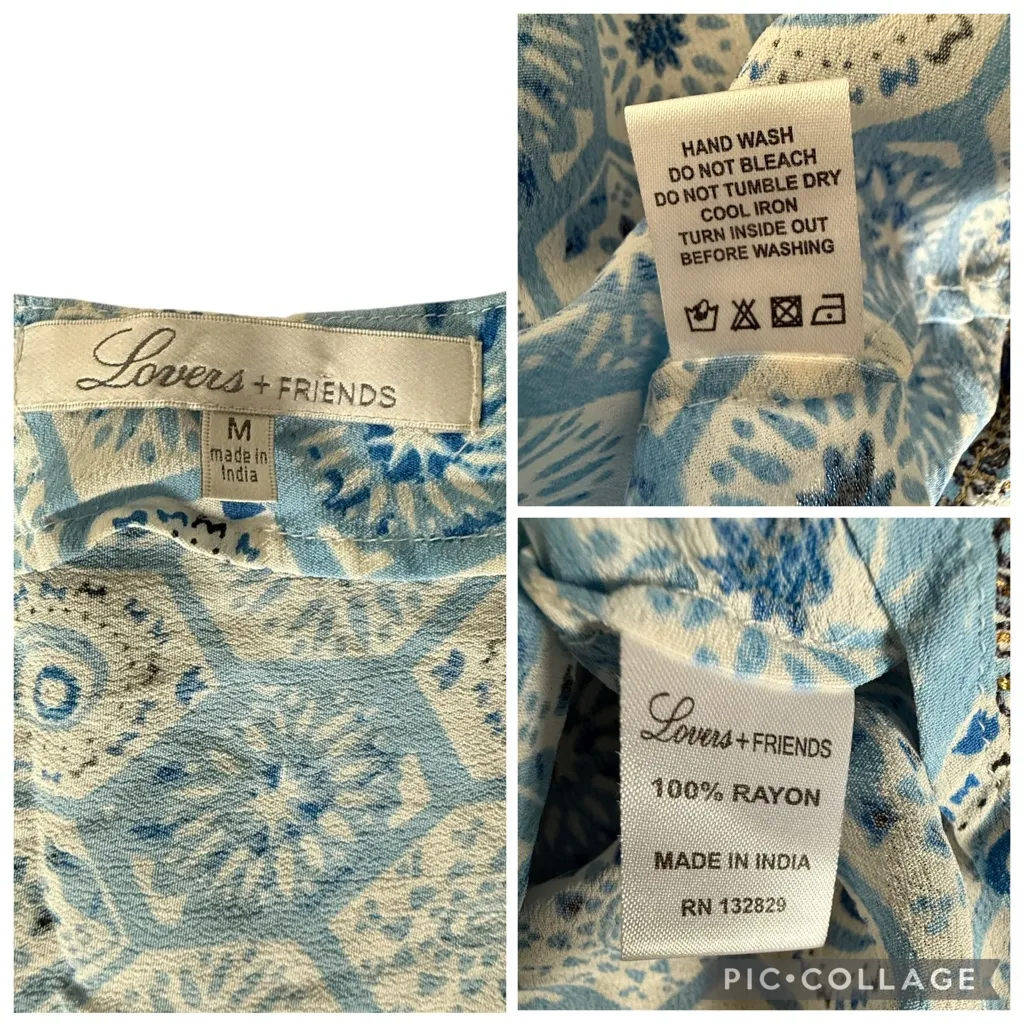 Lovers + FRIENDS
M
made in
India
HAND WASH
DO NOT BLEACH
DO NOT TUMBLE DRY
COOL IRON
TURN INSIDE OUT
BEFORE WASHING
Lovers + FRIENDS
100% RAYON
MADE IN INDIA
RN 132829
PIC•COLLAGE